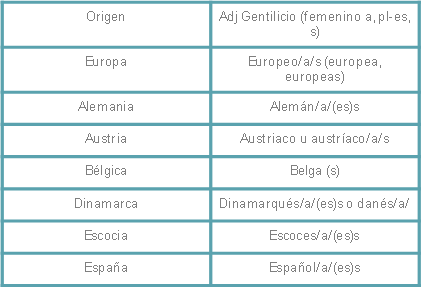 Origen
Adj Gentilicio (femenino a, pl-es,
s)
Europa
Europeo/a/s (europea,
europeas)
Alemania
Alemán/a/(es)s
Austria
Austriaco u austríaco/a/s
Bélgica
Belga (s)
Dinamarca
Dinamarqués/a/(es)s o danés/a/
Escocia
Escoces/a/(es)s
España
Español/a/(es)s